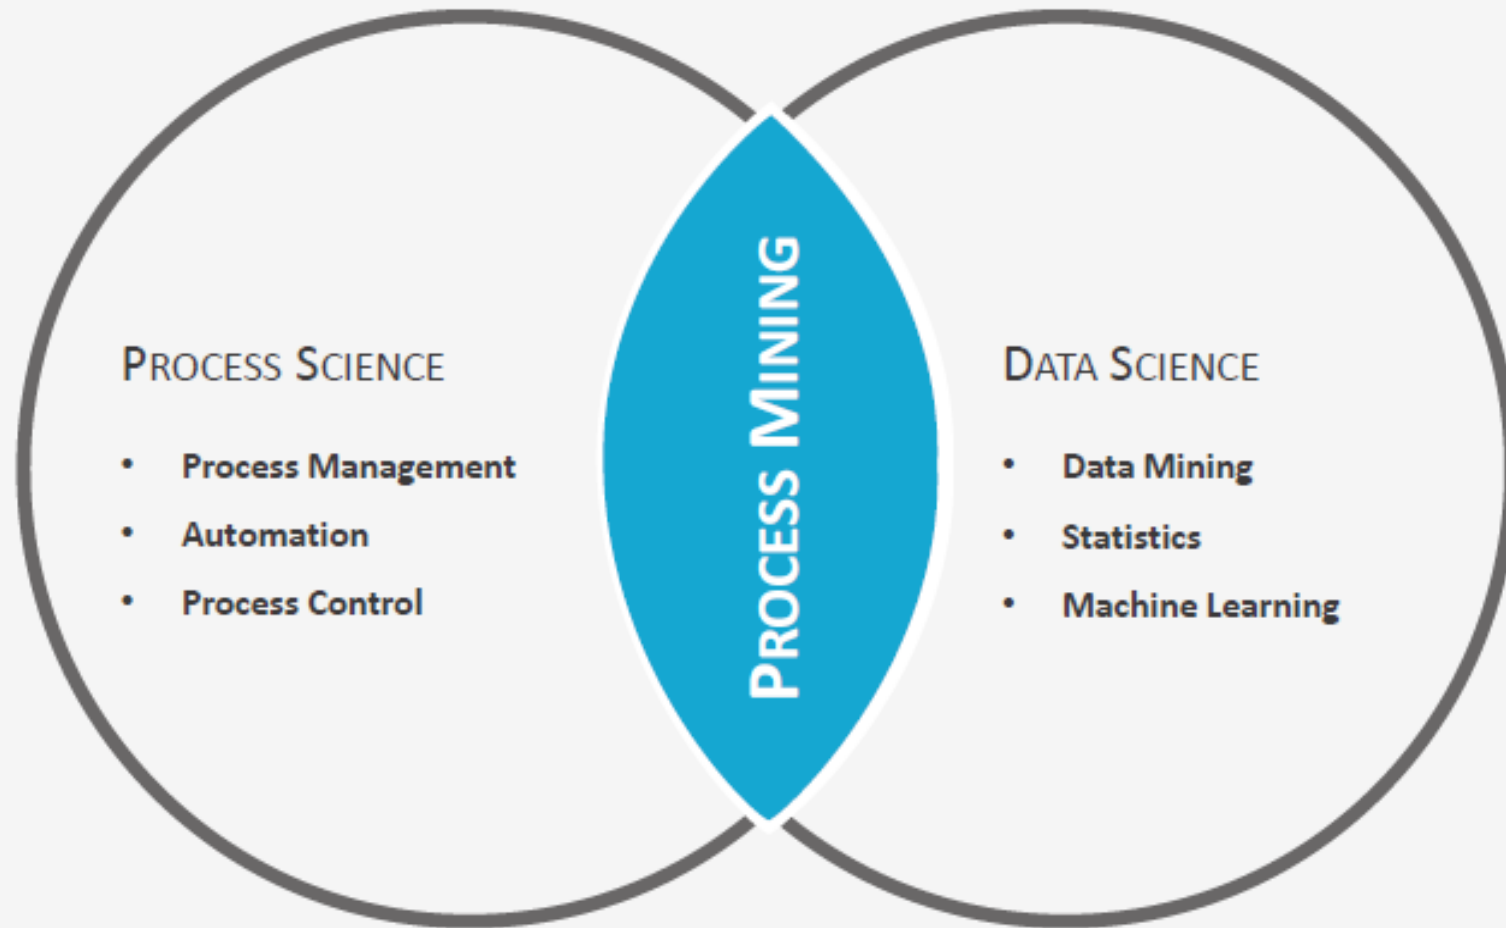 PROCESS SCIENCE
• Process Management
• Automation
• Process Control
PROCESS MINING
DATA SCIENCE
• Data Mining
• Statistics
• Machine Learning